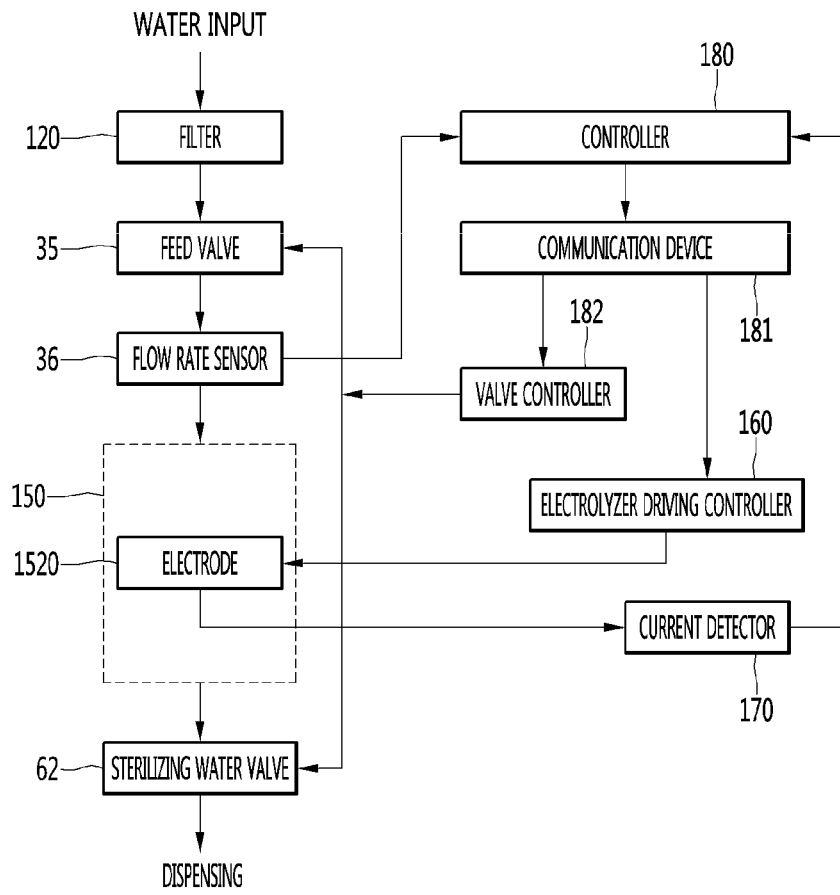 WATER INPUT
180
120
FILTER
CONTROLLER
35
FEED VALVE
COMMUNICATION DEVICE
181
182
36
FLOW RATE SENSOR
VALVE CONTROLLER
160
150
ELECTROLYZER DRIVING CONTROLLER
1520
ELECTRODE
CURRENT DETECTOR
170
62
STERILIZING WATER VALVE
DISPENSING